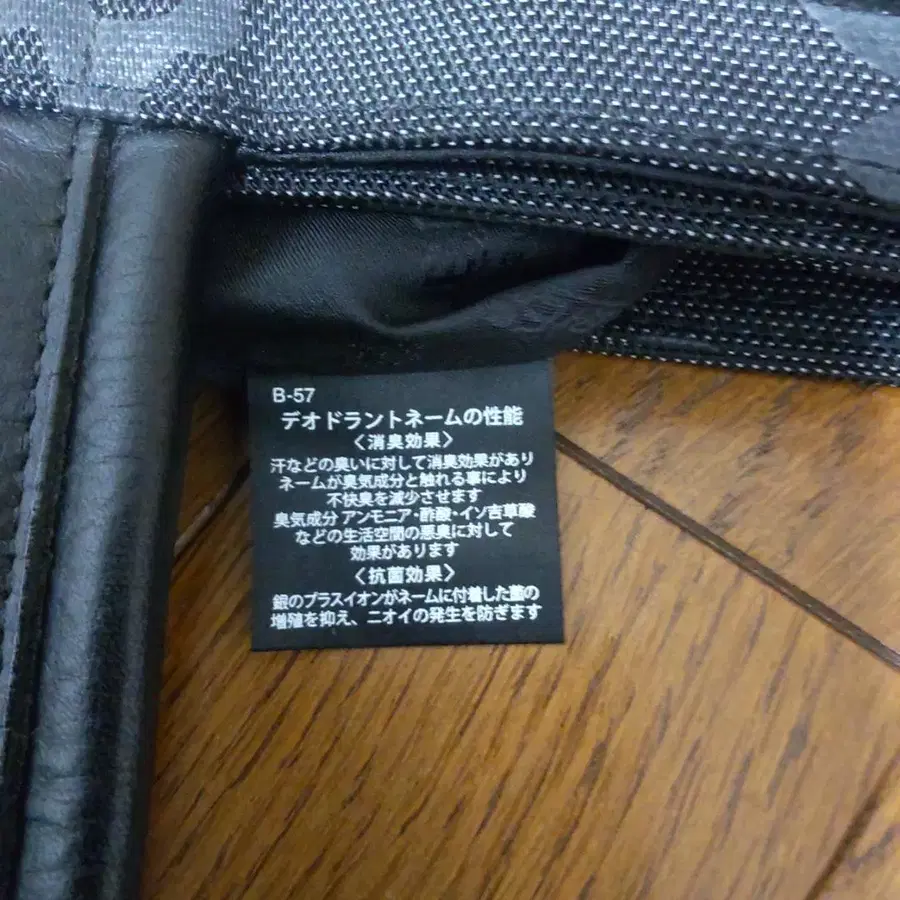 B-57
デオドラントネームの性能
〈消臭効果〉
汗などの臭いに対して消臭効果があり
ネームが臭気成分と触れる事により
不快臭を減少させます
臭気成分 アンモニア・酢酸・イソ吉草酸
などの生活空間の悪臭に対して
効果があります
〈抗菌効果〉
銀のプラスイオンがネームに付着した菌の
増殖を抑え、ニオイの発生を防ぎます